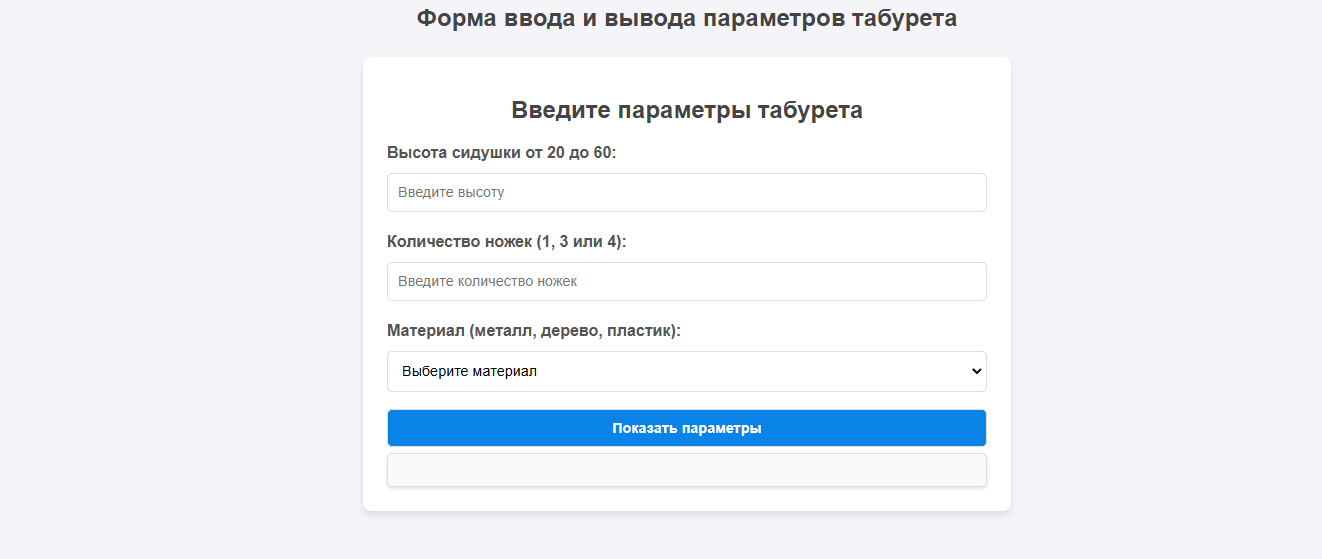 Форма ввода и вывода параметров табурета
Введите параметры табурета
Высота сидушки от 20 до 60:
Введите высоту
Количество ножек (1, 3 или 4):
Введите количество ножек
Материал (металл, дерево, пластик):
Выберите материал
Показать параметры